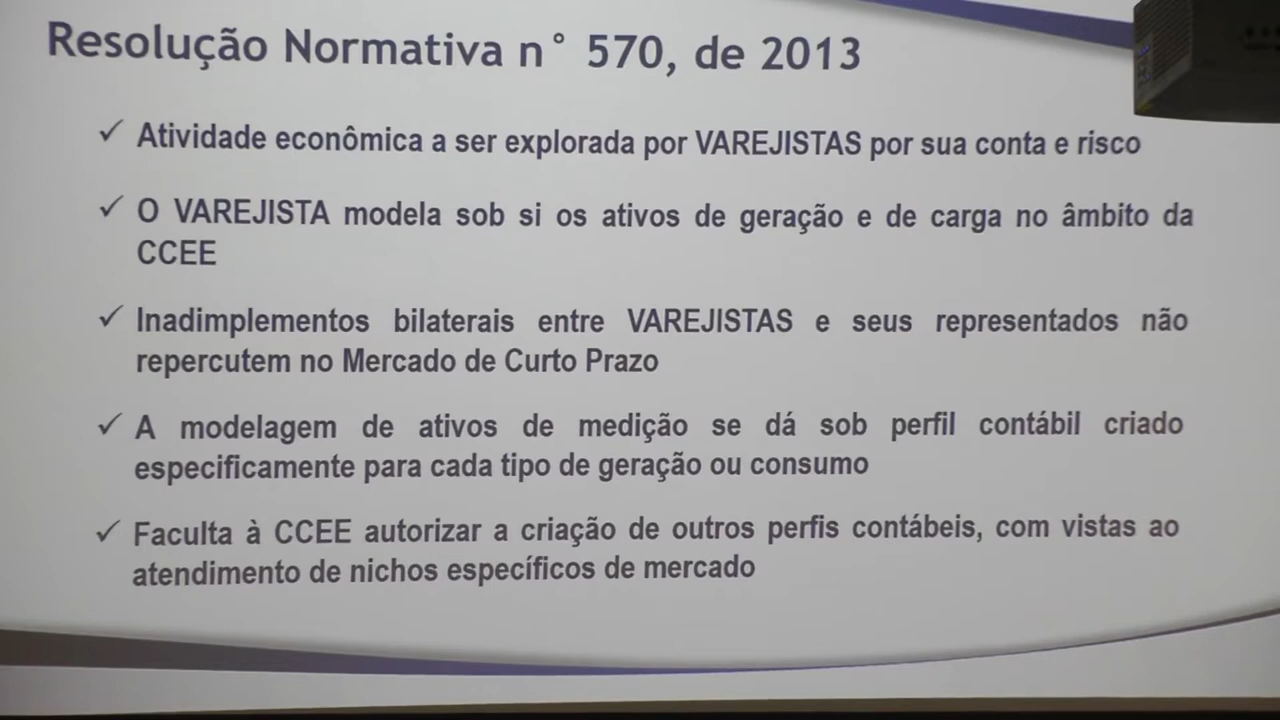 Resolução Normativa n° 570, de 2013
✓ Atividade econômica a ser explorada por VAREJISTAS por sua conta e risco
✓ O VAREJISTA modela sob si os ativos de geração e de carga no âmbito da
CCEE
✓ Inadimplementos bilaterais entre VAREJISTAS e seus representados não
repercutem no Mercado de Curto Prazo
✓ A modelagem de ativos de medição se dá sob perfil contábil criado
especificamente para cada tipo de geração ou consumo
✓ Faculta à CCEE autorizar a criação de outros perfis contábeis, com vistas ao
atendimento de nichos específicos de mercado